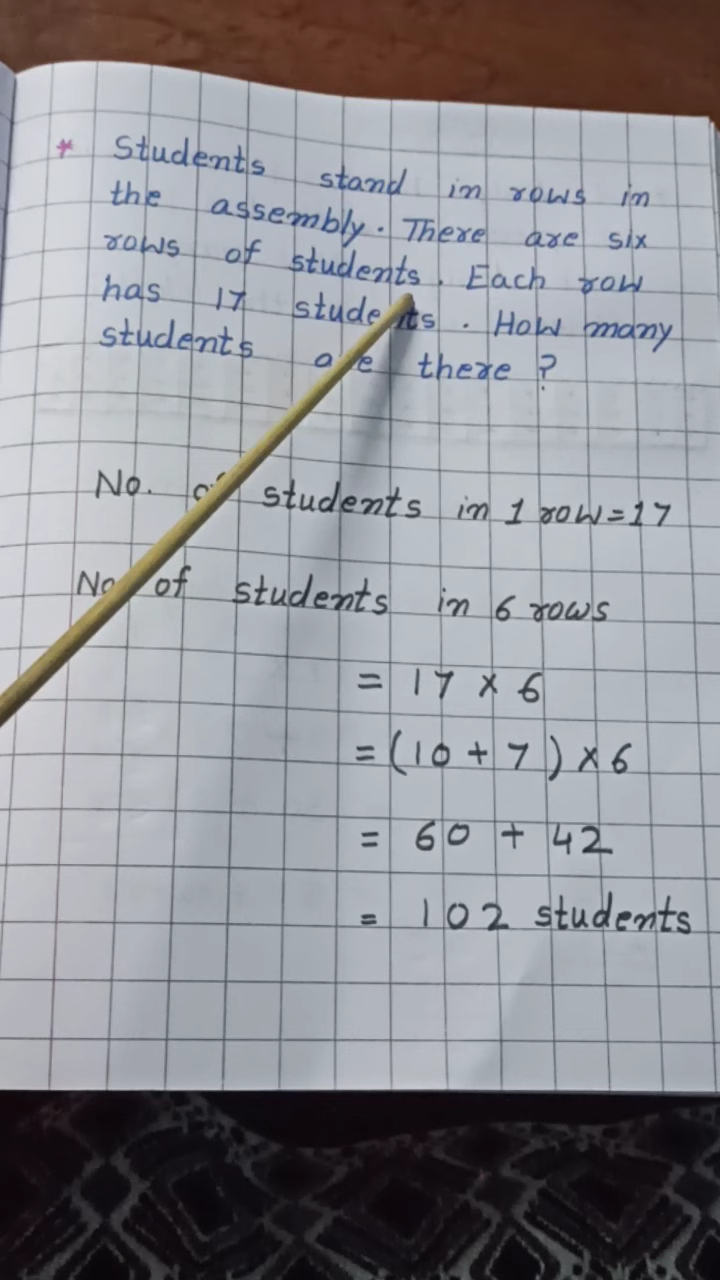 * Students stand in rows in
the assembly. There are six
rows of students. Each row
has 17 students. How many
students are there?
No. of students in 1 row=17
No. of students in 6 rows
= 17 × 6
=(10+7)×6
= 60 + 42
= 102 students